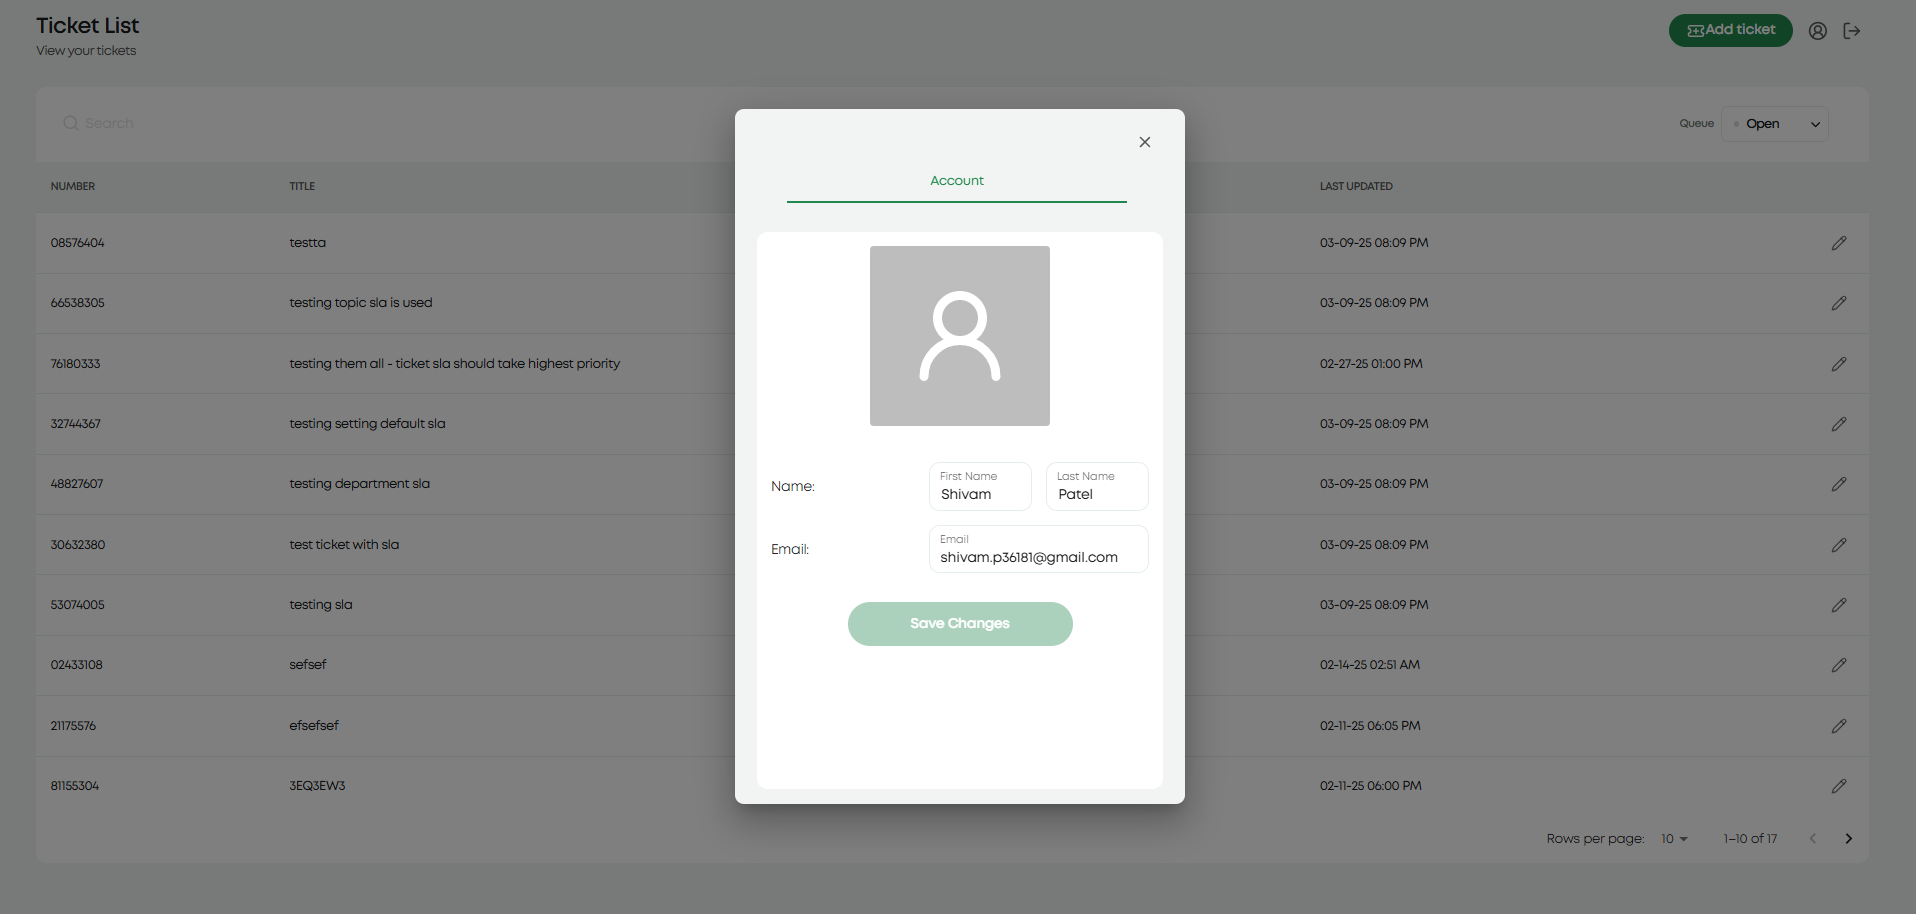 Ticket List
View your tickets
Add ticket
Search
Queue
Open
NUMBER
TITLE
LAST UPDATED
08576404
testta
03-09-25 08:09 PM
66538305
testing topic sla is used
03-09-25 08:09 PM
76180333
testing them all - ticket sla should take highest priority
02-27-25 01:00 PM
32744367
testing setting default sla
03-09-25 08:09 PM
48827607
testing department sla
03-09-25 08:09 PM
30632380
test ticket with sla
03-09-25 08:09 PM
53074005
testing sla
03-09-25 08:09 PM
02433108
sefsef
02-14-25 02:51 AM
21175576
efsefsef
02-11-25 06:05 PM
81155304
3EQ3EW3
02-11-25 06:00 PM
Rows per page:
10
1–10 of 17
Account
Name:
First Name
Shivam
Last Name
Patel
Email:
Email
shivam.p36181@gmail.com
Save Changes